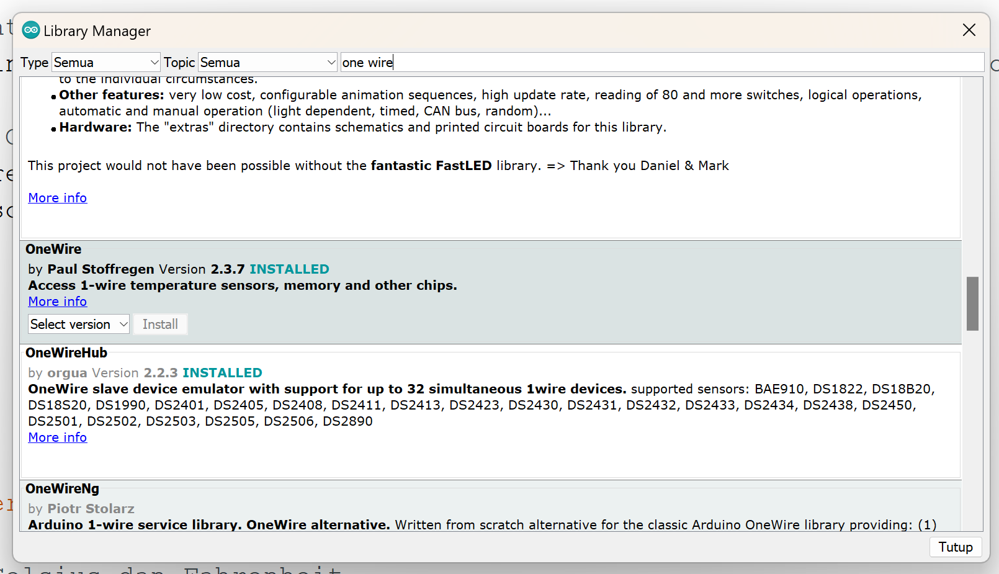 Library Manager
Type Semua Topic Semua one wire
to the individual circumstances.
Other features: very low cost, configurable animation sequences, high update rate, reading of 80 and more switches, logical operations,
automatic and manual operation (light dependent, timed, CAN bus, random)...
Hardware: The "extras" directory contains schematics and printed circuit boards for this library.
This project would not have been possible without the fantastic FastLED library. => Thank you Daniel & Mark
More info
OneWire
by Paul Stoffregen Version 2.3.7 INSTALLED
Access 1-wire temperature sensors, memory and other chips.
More info
Select version Install
OneWireHub
by orgua Version 2.2.3 INSTALLED
OneWire slave device emulator with support for up to 32 simultaneous 1wire devices. supported sensors: BAE910, DS1822, DS18B20,
DS18S20, DS1990, DS2401, DS2405, DS2408, DS2411, DS2413, DS2423, DS2430, DS2431, DS2432, DS2433, DS2434, DS2438, DS2450,
DS2501, DS2502, DS2503, DS2505, DS2506, DS2890
More info
OneWireNg
by Piotr Stolarz
Arduino 1-wire service library. OneWire alternative. Written from scratch alternative for the classic Arduino OneWire library providing: (1)
Tutup
Celsius dan Fahrenheit